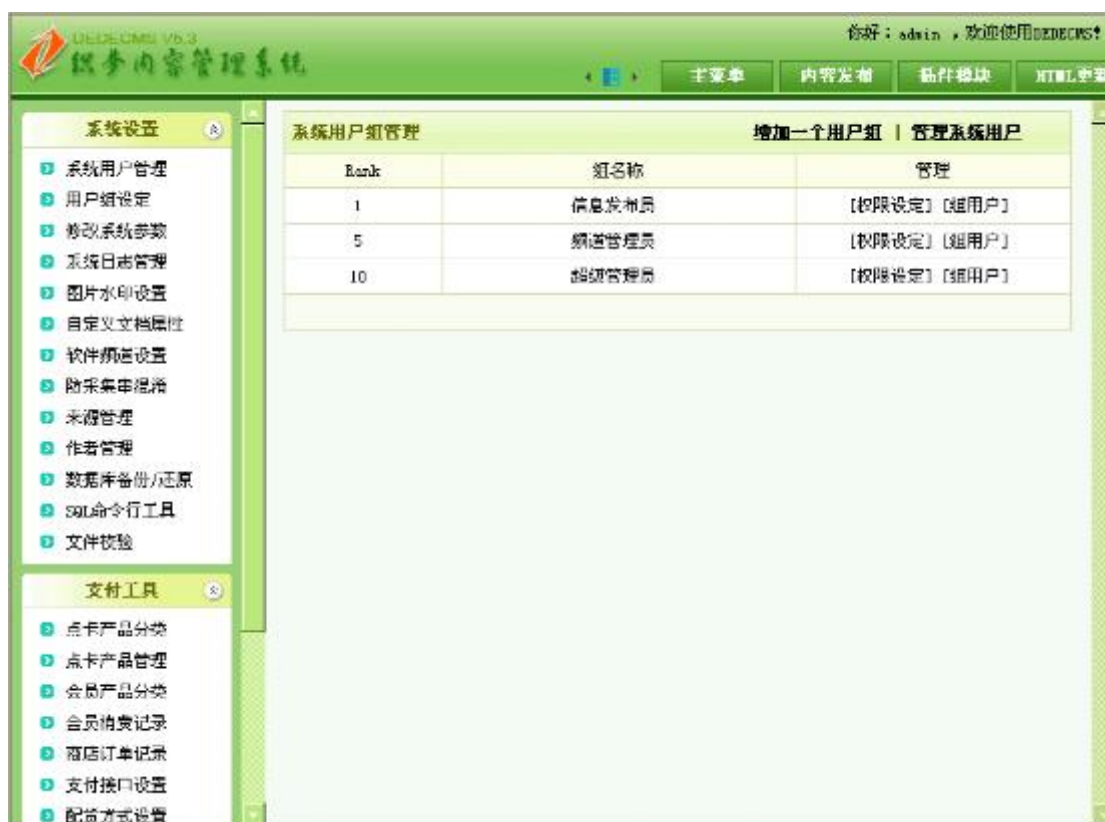 DEDECMS V5.3
织梦内容管理系统
你好：admin ，欢迎使用DEDECMS！
主菜单 内容发布 插件模块 HTML更新
系统设置
系统用户管理
用户组设定
修改系统参数
系统日志管理
图片水印设置
自定义文档属性
软件频道设置
防采集串混淆
来源管理
作者管理
数据库备份/还原
SQL命令行工具
文件校验
支付工具
点卡产品分类
点卡产品管理
会员产品分类
会员消费记录
商店订单记录
支付接口设置
配货方式设置
系统用户组管理 增加一个用户组 | 管理系统用户
Rank 组名称 管理
1 信息发布员 [权限设定] [组用户]
5 频道管理员 [权限设定] [组用户]
10 超级管理员 [权限设定] [组用户]